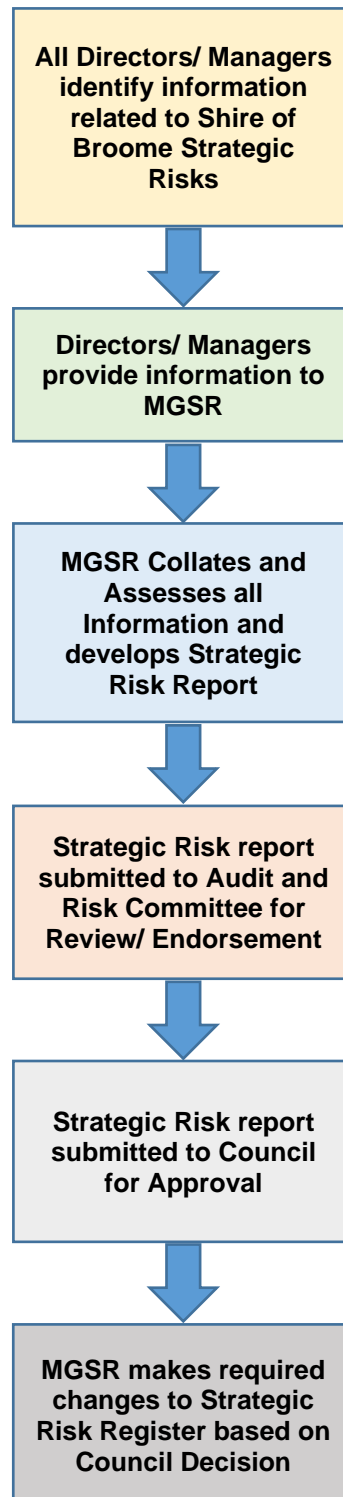 All Directors/ Managers
identify information
related to Shire of
Broome Strategic
Risks
Directors/ Managers
provide information to
MGSR
MGSR Collates and
Assesses all
Information and
develops Strategic
Risk Report
Strategic Risk report
submitted to Audit and
Risk Committee for
Review/ Endorsement
Strategic Risk report
submitted to Council
for Approval
MGSR makes required
changes to Strategic
Risk Register based on
Council Decision